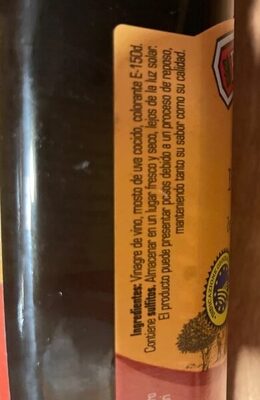 Ingredientes: Vinagre de vino, mosto de uva cocido, colorante E-150d.
Contiene sulfitos. Almacenar en un lugar fresco y seco, lejos de la luz solar.
El producto puede presentar posos debido a un proceso de reposo,
manteniendo tanto su sabor como su calidad.